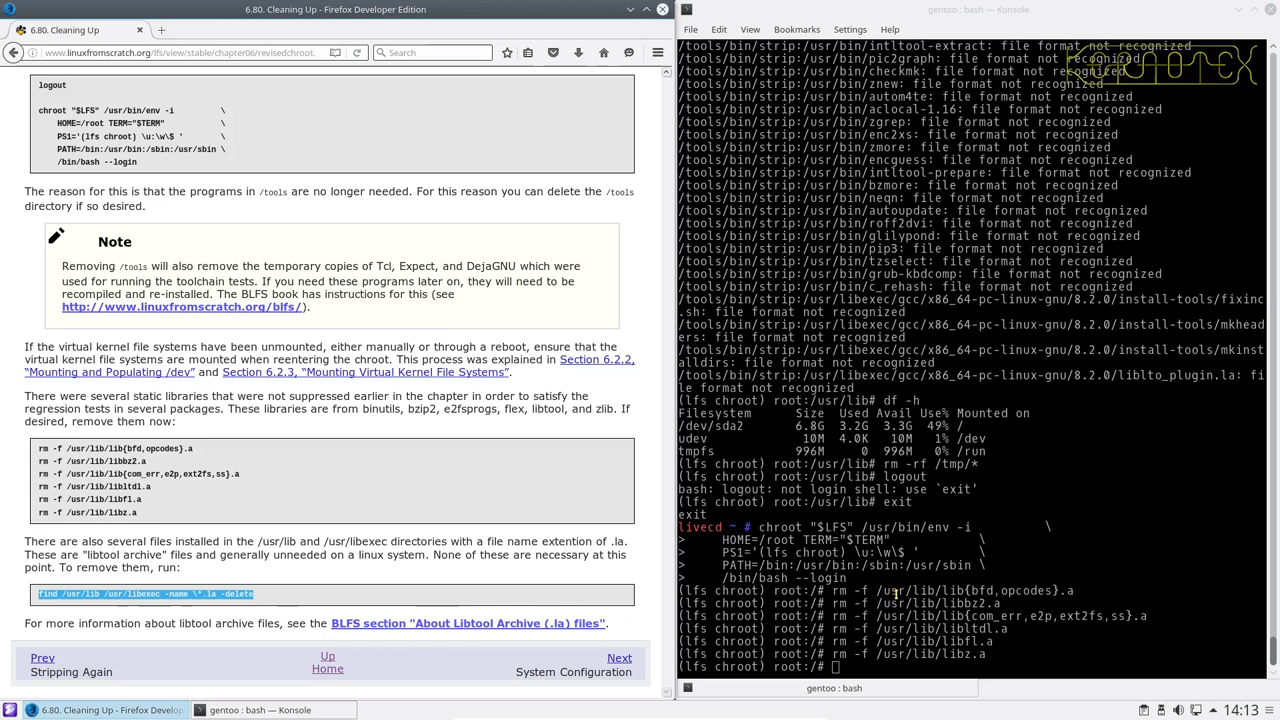 6.80. Cleaning Up - Firefox Developer Edition
6.80. Cleaning Up
www.linuxfromscratch.org/lfs/view/stable/chapter06/revisedchroot.
Search
logout
chroot "$LFS" /usr/bin/env -i \
HOME=/root TERM="$TERM" \
PS1='(lfs chroot) \u:\w\$ ' \
PATH=/bin:/usr/bin:/sbin:/usr/sbin \
/bin/bash --login
The reason for this is that the programs in /tools are no longer needed. For this reason you can delete the /tools
directory if so desired.
Note
Removing /tools will also remove the temporary copies of Tcl, Expect, and DejaGNU which were
used for running the toolchain tests. If you need these programs later on, they will need to be
recompiled and re-installed. The BLFS book has instructions for this (see
http://www.linuxfromscratch.org/blfs/).
If the virtual kernel file systems have been unmounted, either manually or through a reboot, ensure that the
virtual kernel file systems are mounted when reentering the chroot. This process was explained in Section 6.2.2,
“Mounting and Populating /dev” and Section 6.2.3, “Mounting Virtual Kernel File Systems”.
There were several static libraries that were not suppressed earlier in the chapter in order to satisfy the
regression tests in several packages. These libraries are from binutils, bzip2, e2fsprogs, flex, libtool, and zlib. If
desired, remove them now:
rm -f /usr/lib/lib{bfd,opcodes}.a
rm -f /usr/lib/libbz2.a
rm -f /usr/lib/lib{com_err,e2p,ext2fs,ss}.a
rm -f /usr/lib/libltdl.a
rm -f /usr/lib/libfl.a
rm -f /usr/lib/libz.a
There are also several files installed in the /usr/lib and /usr/libexec directories with a file name extention of .la.
These are "libtool archive" files and generally unneeded on a linux system. None of these are necessary at this
point. To remove them, run:
find /usr/lib /usr/libexec -name \*.la -delete
For more information about libtool archive files, see the BLFS section "About Libtool Archive (.la) files".
Prev Up Next
Stripping Again Home System Configuration
gentoo : bash — Konsole
File Edit View Bookmarks Settings Help
/tools/bin/strip:/usr/bin/intltool-extract: file format not recognized
/tools/bin/strip:/usr/bin/pic2graph: file format not recognized
/tools/bin/strip:/usr/bin/checkmk: file format not recognized
/tools/bin/strip:/usr/bin/znew: file format not recognized
/tools/bin/strip:/usr/bin/autom4te: file format not recognized
/tools/bin/strip:/usr/bin/aclocal-1.16: file format not recognized
/tools/bin/strip:/usr/bin/zgrep: file format not recognized
/tools/bin/strip:/usr/bin/enc2xs: file format not recognized
/tools/bin/strip:/usr/bin/zmore: file format not recognized
/tools/bin/strip:/usr/bin/encguess: file format not recognized
/tools/bin/strip:/usr/bin/intltool-prepare: file format not recognized
/tools/bin/strip:/usr/bin/bzmore: file format not recognized
/tools/bin/strip:/usr/bin/neqn: file format not recognized
/tools/bin/strip:/usr/bin/autoupdate: file format not recognized
/tools/bin/strip:/usr/bin/roff2dvi: file format not recognized
/tools/bin/strip:/usr/bin/glilypond: file format not recognized
/tools/bin/strip:/usr/bin/pip3: file format not recognized
/tools/bin/strip:/usr/bin/tzselect: file format not recognized
/tools/bin/strip:/usr/bin/grub-kbdcomp: file format not recognized
/tools/bin/strip:/usr/bin/c_rehash: file format not recognized
/tools/bin/strip:/usr/libexec/gcc/x86_64-pc-linux-gnu/8.2.0/install-tools/fixinc
.sh: file format not recognized
/tools/bin/strip:/usr/libexec/gcc/x86_64-pc-linux-gnu/8.2.0/install-tools/mkhead
ers: file format not recognized
/tools/bin/strip:/usr/libexec/gcc/x86_64-pc-linux-gnu/8.2.0/install-tools/mkinst
alldirs: file format not recognized
/tools/bin/strip:/usr/libexec/gcc/x86_64-pc-linux-gnu/8.2.0/liblto_plugin.la: fi
le format not recognized
(lfs chroot) root:/usr/lib# df -h
Filesystem Size Used Avail Use% Mounted on
/dev/sda2 6.8G 3.2G 3.3G 49% /
udev 10M 4.0K 10M 1% /dev
tmpfs 996M 0 996M 0% /run
(lfs chroot) root:/usr/lib# rm -rf /tmp/*
(lfs chroot) root:/usr/lib# logout
bash: logout: not login shell: use `exit'
(lfs chroot) root:/usr/lib# exit
exit
livecd ~ # chroot "$LFS" /usr/bin/env -i \
> HOME=/root TERM="$TERM" \
> PS1='(lfs chroot) \u:\w\$ ' \
> PATH=/bin:/usr/bin:/sbin:/usr/sbin \
> /bin/bash --login
(lfs chroot) root:/# rm -f /usr/lib/lib{bfd,opcodes}.a
(lfs chroot) root:/# rm -f /usr/lib/libbz2.a
(lfs chroot) root:/# rm -f /usr/lib/lib{com_err,e2p,ext2fs,ss}.a
(lfs chroot) root:/# rm -f /usr/lib/libltdl.a
(lfs chroot) root:/# rm -f /usr/lib/libfl.a
(lfs chroot) root:/# rm -f /usr/lib/libz.a
(lfs chroot) root:/#
gentoo : bash
6.80. Cleaning Up - Firefox Develope
gentoo : bash — Konsole
14:13